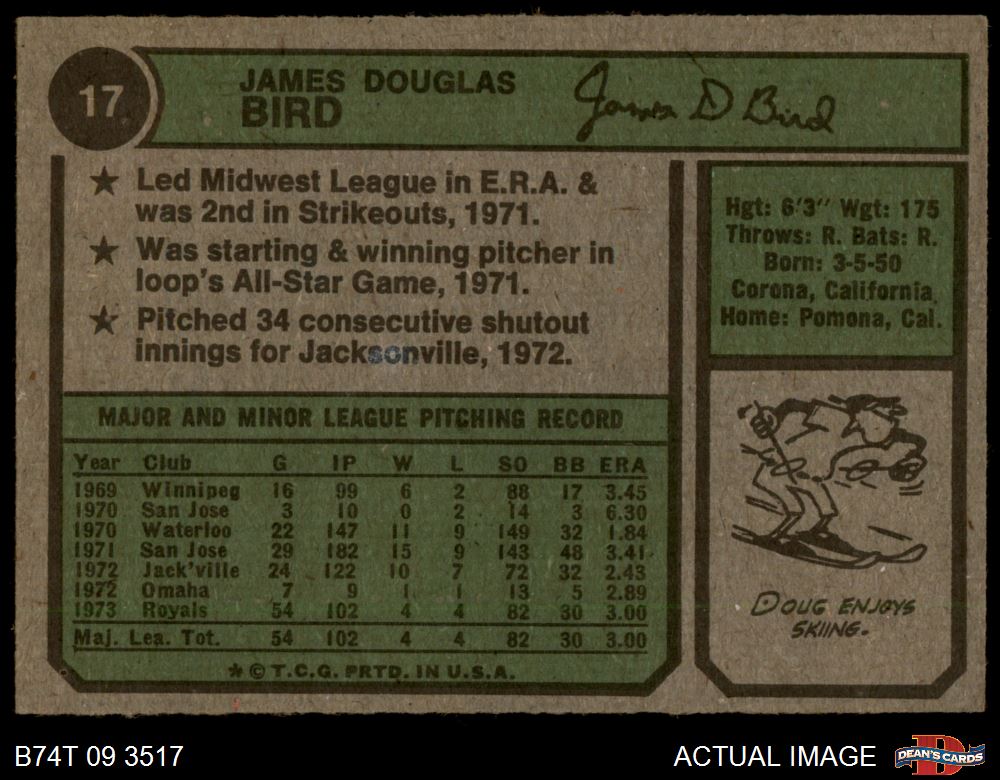 17
JAMES DOUGLAS
BIRD
James D Bird
★ Led Midwest League in E.R.A. &
was 2nd in Strikeouts, 1971.
★ Was starting & winning pitcher in
loop's All-Star Game, 1971.
★ Pitched 34 consecutive shutout
innings for Jacksonville, 1972.
Hgt: 6'3" Wgt: 175
Throws: R. Bats: R.
Born: 3-5-50
Corona, California
Home: Pomona, Cal.
MAJOR AND MINOR LEAGUE PITCHING RECORD
Year Club G IP W L SO BB ERA
1969 Winnipeg 16 99 6 2 88 17 3.45
1970 San Jose 3 10 0 2 14 3 6.30
1970 Waterloo 22 147 11 9 149 32 1.84
1971 San Jose 29 182 15 9 143 48 3.41
1972 Jack'ville 24 122 10 7 72 32 2.43
1972 Omaha 7 9 1 1 13 5 2.89
1973 Royals 54 102 4 4 82 30 3.00
Maj. Lea. Tot. 54 102 4 4 82 30 3.00
* © T.C.G. PRTD. IN U.S.A.
DOUG ENJOYS
SKIING.
B74T 09 3517
ACTUAL IMAGE
DEAN'S CARDS